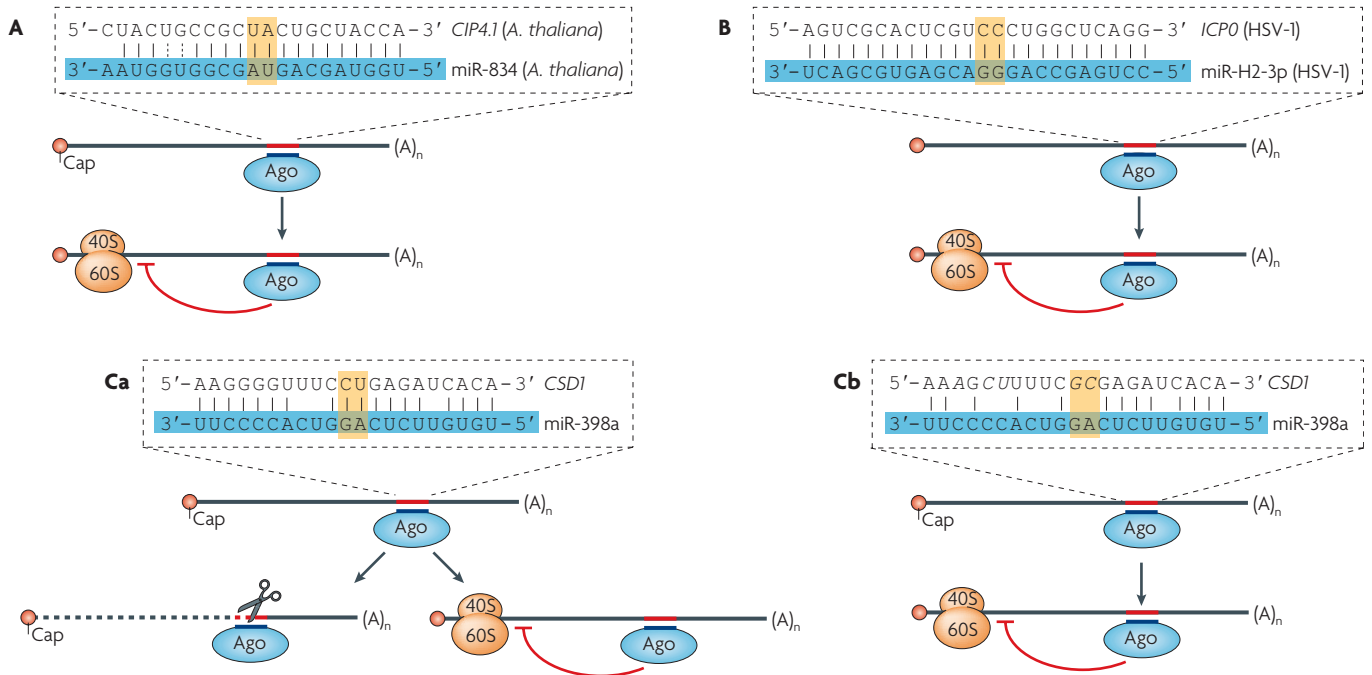 A
5′-CUACUGCCGCUACUGCUACCA-3′ CIP4.1 (A. thaliana)
3′-AAUGGUGGCGAUGACGAUGGU-5′ miR-834 (A. thaliana)
Cap
(A)n
Ago
40S
60S
(A)n
Ago
B
5′-AGUCGCACUCGUCCCUGGCUCAGG-3′ ICP0 (HSV-1)
3′-UCAGCGUGAGCAGGGACCGAGUCC-5′ miR-H2-3p (HSV-1)
(A)n
Ago
40S
60S
(A)n
Ago
Ca
5′-AAGGGGUUUCCUGAGAUCACA-3′ CSD1
3′-UUCCCCACUGGACUCUUGUGU-5′ miR-398a
Cap
(A)n
Ago
Cap
(A)n
Ago
40S
60S
(A)n
Ago
Cb
5′-AAAGCUUUUCGCGAGAUCACA-3′ CSD1
3′-UUCCCCACUGGACUCUUGUGU-5′ miR-398a
Cap
(A)n
Ago
40S
60S
(A)n
Ago